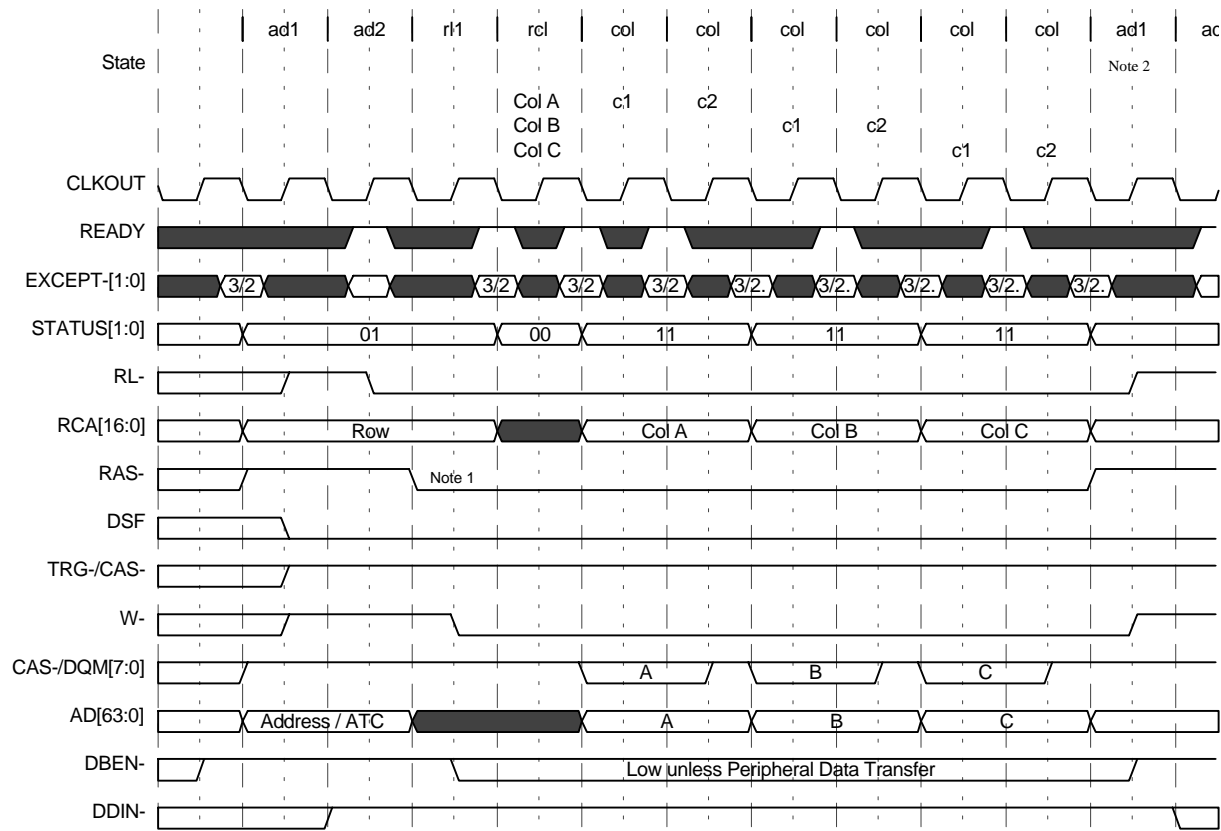 ad1 ad2 rl1 rcl col col col col col col ad1 ac
State Note 2
Col A c1 c2
Col B c1 c2
Col C c1 c2
CLKOUT
READY
EXCEPT-[1:0] 3/2 3/2 3/2 3/2 3/2. 3/2. 3/2. 3/2. 3/2.
STATUS[1:0] 01 00 11 11 11
RL-
RCA[16:0] Row Col A Col B Col C
RAS- Note 1
DSF
TRG-/CAS-
W-
CAS-/DQM[7:0] A B C
AD[63:0] Address / ATC A B C
DBEN- Low unless Peripheral Data Transfer
DDIN-